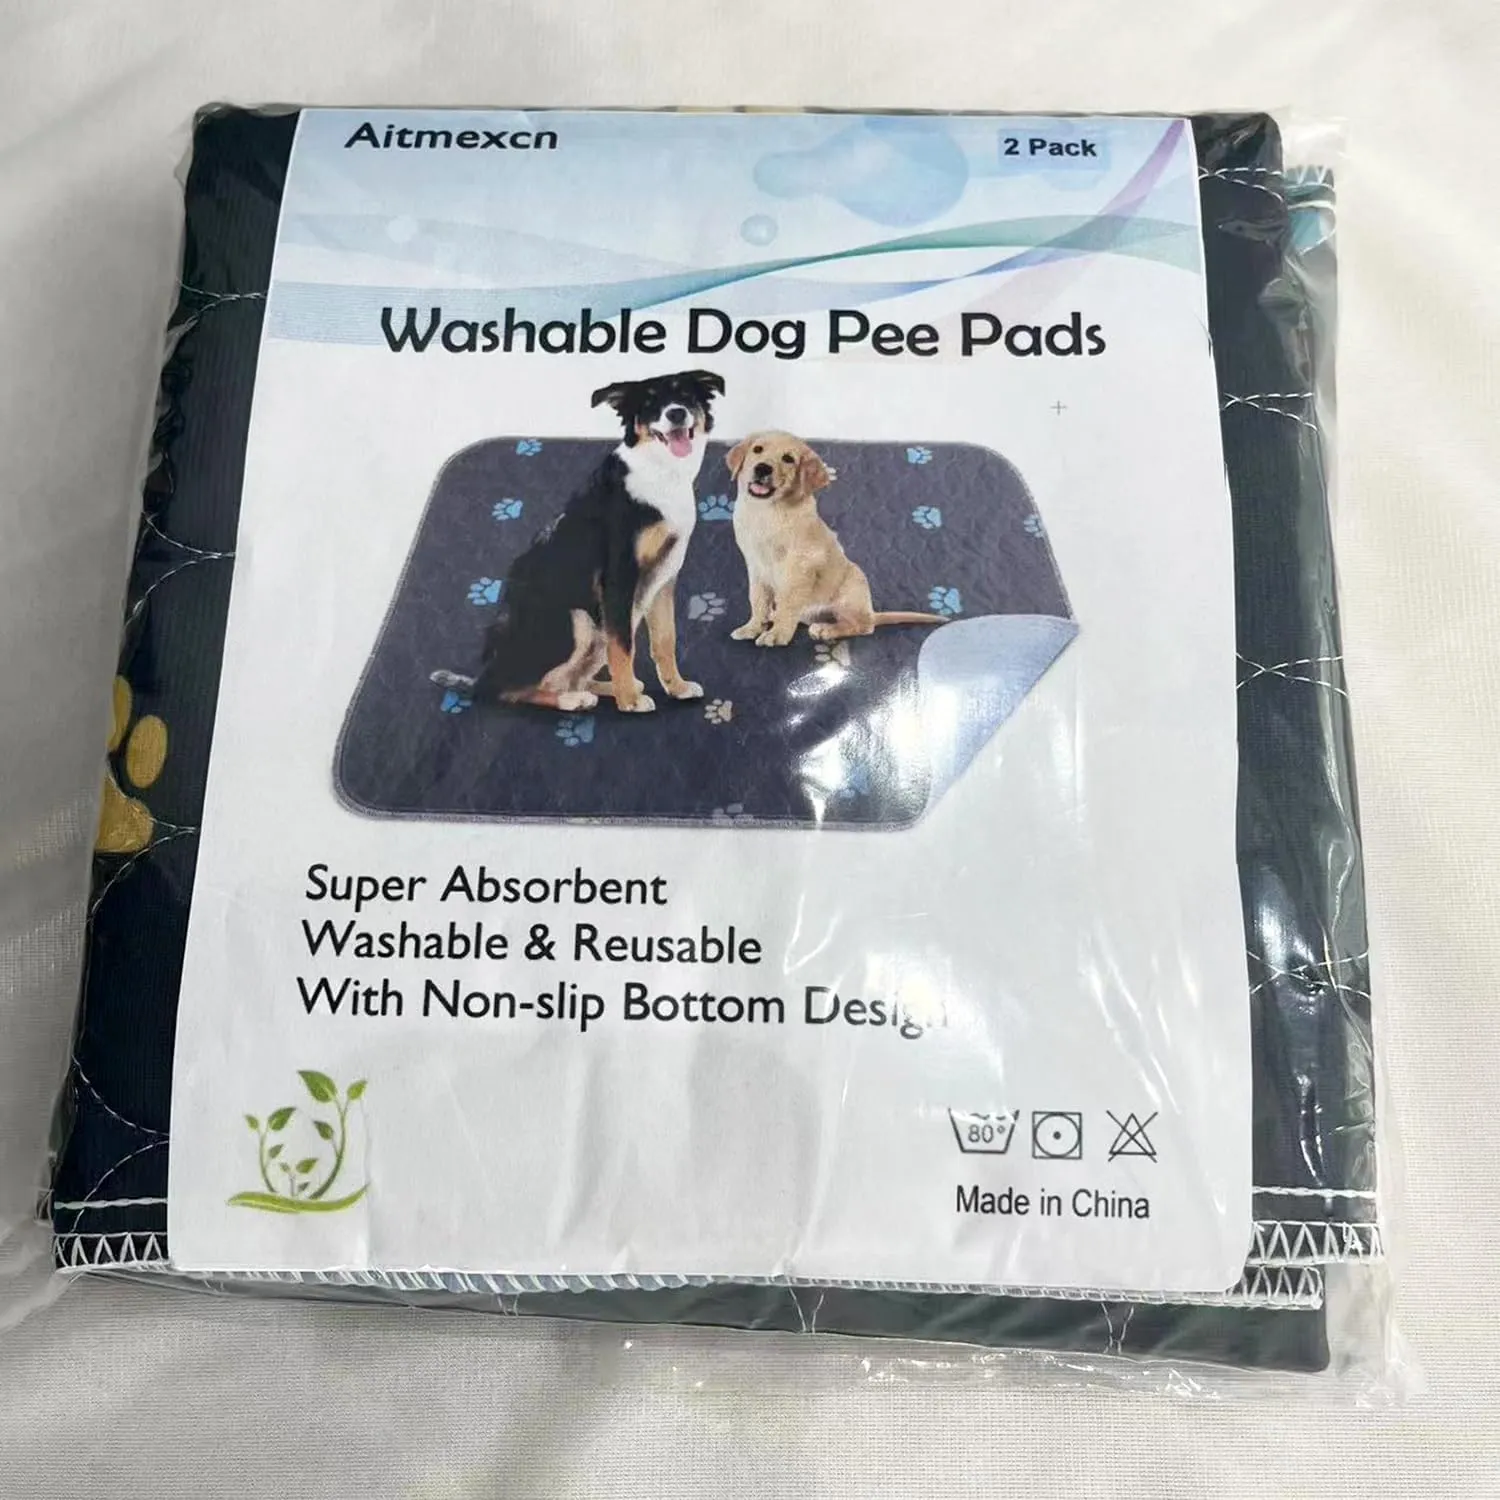 Aitmexcn
2 Pack
Washable Dog Pee Pads
Super Absorbent
Washable & Reusable
With Non-slip Bottom Design
80°
Made in China